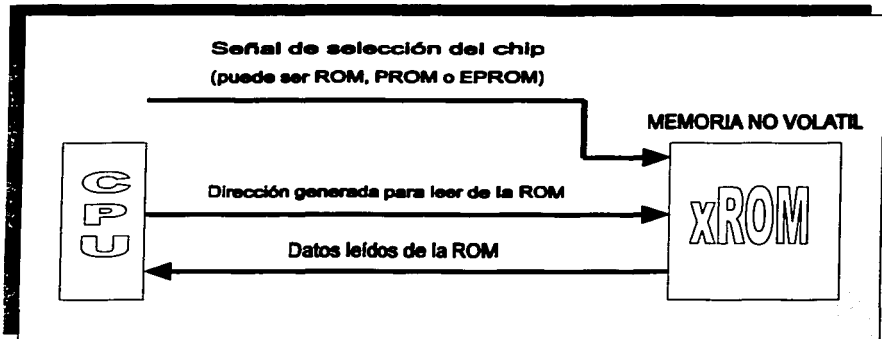 Señal de selección del chip
(puede ser ROM, PROM o EPROM)
MEMORIA NO VOLATIL
CPU
Dirección generada para leer de la ROM
xROM
Datos leídos de la ROM